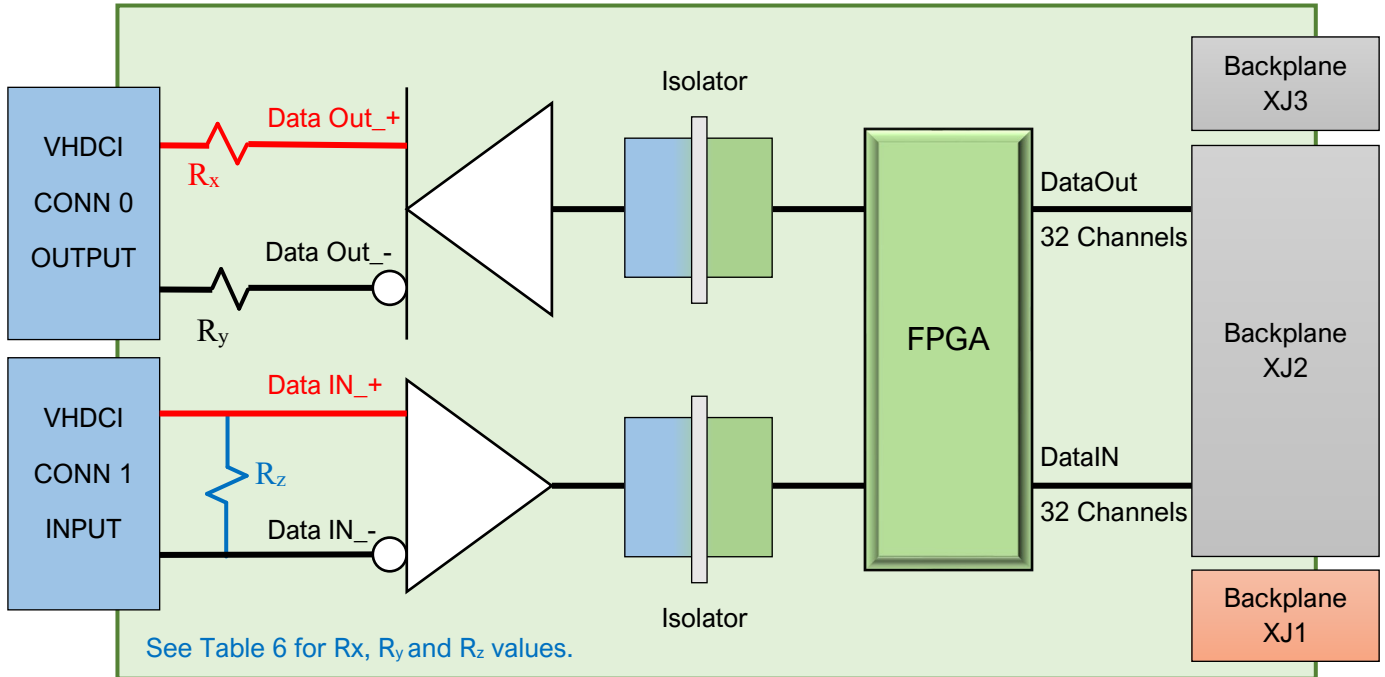 Isolator
Backplane
XJ3
VHDCI
CONN 0
OUTPUT
Data Out_+
Rx
Data Out_-
Ry
FPGA
DataOut
32 Channels
Backplane
XJ2
VHDCI
CONN 1
INPUT
Data IN_+
Rz
Data IN_-
DataIN
32 Channels
Isolator
Backplane
XJ1
See Table 6 for Rx, Ry and Rz values.